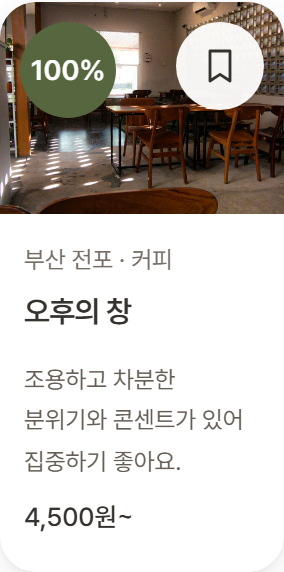 100%
부산 전포 · 커피
오후의 창
조용하고 차분한
분위기와 콘센트가 있어
집중하기 좋아요.
4,500원~